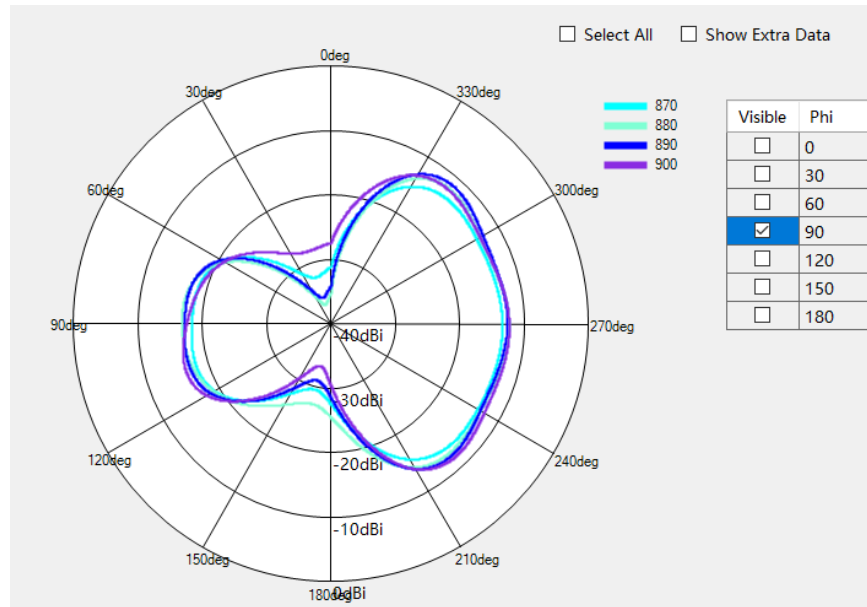 Select All
Show Extra Data
0deg
30deg
330deg
60deg
300deg
90deg
270deg
120deg
240deg
150deg
210deg
180deg
-40dBi
-30dBi
-20dBi
-10dBi
0dBi
870
880
890
900
Visible Phi
0
30
60
90
120
150
180